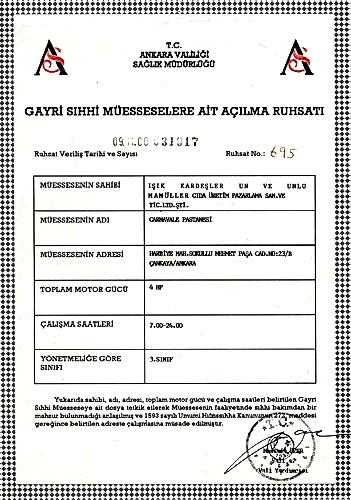 T.C.
ANKARA VALİLİĞİ
SAĞLIK MÜDÜRLÜĞÜ
GAYRİ SIHHİ MÜESSESELERE AİT AÇILMA RUHSATI
031017
Ruhsat Veriliş Tarihi ve Sayısı
Ruhsat No.: 695
MÜESSESENİN SAHİBİ
IŞIK KARDEŞLER UN VE UNLU
MAMÜLLER GIDA ÜRETİM PAZARLAMA SAN.VE
TİC.LTD.ŞTİ.
MÜESSESENİN ADI
CARNAVALE PASTANESİ
MÜESSESENİN ADRESİ
HARBİYE MAH.SOKULLU MEHMET PAŞA CAD.NO:23/B
ÇANKAYA/ANKARA
TOPLAM MOTOR GÜCÜ
4 HP
ÇALIŞMA SAATLERİ
7.00-24.00
YÖNETMELİĞE GÖRE
SINIFI
3.SINIF
Yukarıda sahibi, adı, adresi, toplam motor gücü ve çalışma saatleri belirtilen Gayri
Sıhhi Müesseseye ait dosya tetkik edilerek Müessesenin faaliyetinde sıhhi bakımından bir
mahzur bulunmadığı anlaşılmış ve 1593 sayılı Umumi Hıfzıssıhha Kanununun 272. maddesi
gereğince belirtilen adreste çalışmasına müsade edilmiştir.
T.C.
Vali Yardımcısı